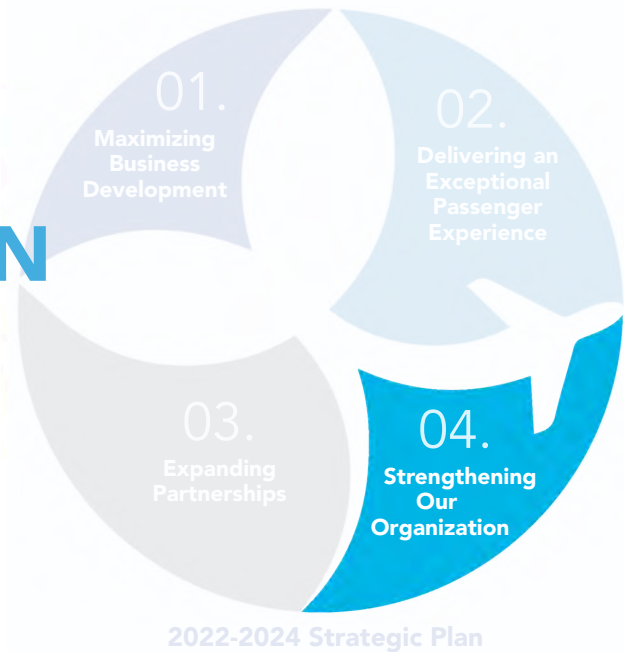 01.
Maximizing
Business
Development
02.
Delivering an
Exceptional
Passenger
Experience
N
03.
Expanding
Partnerships
04.
Strengthening
Our
Organization
2022-2024 Strategic Plan